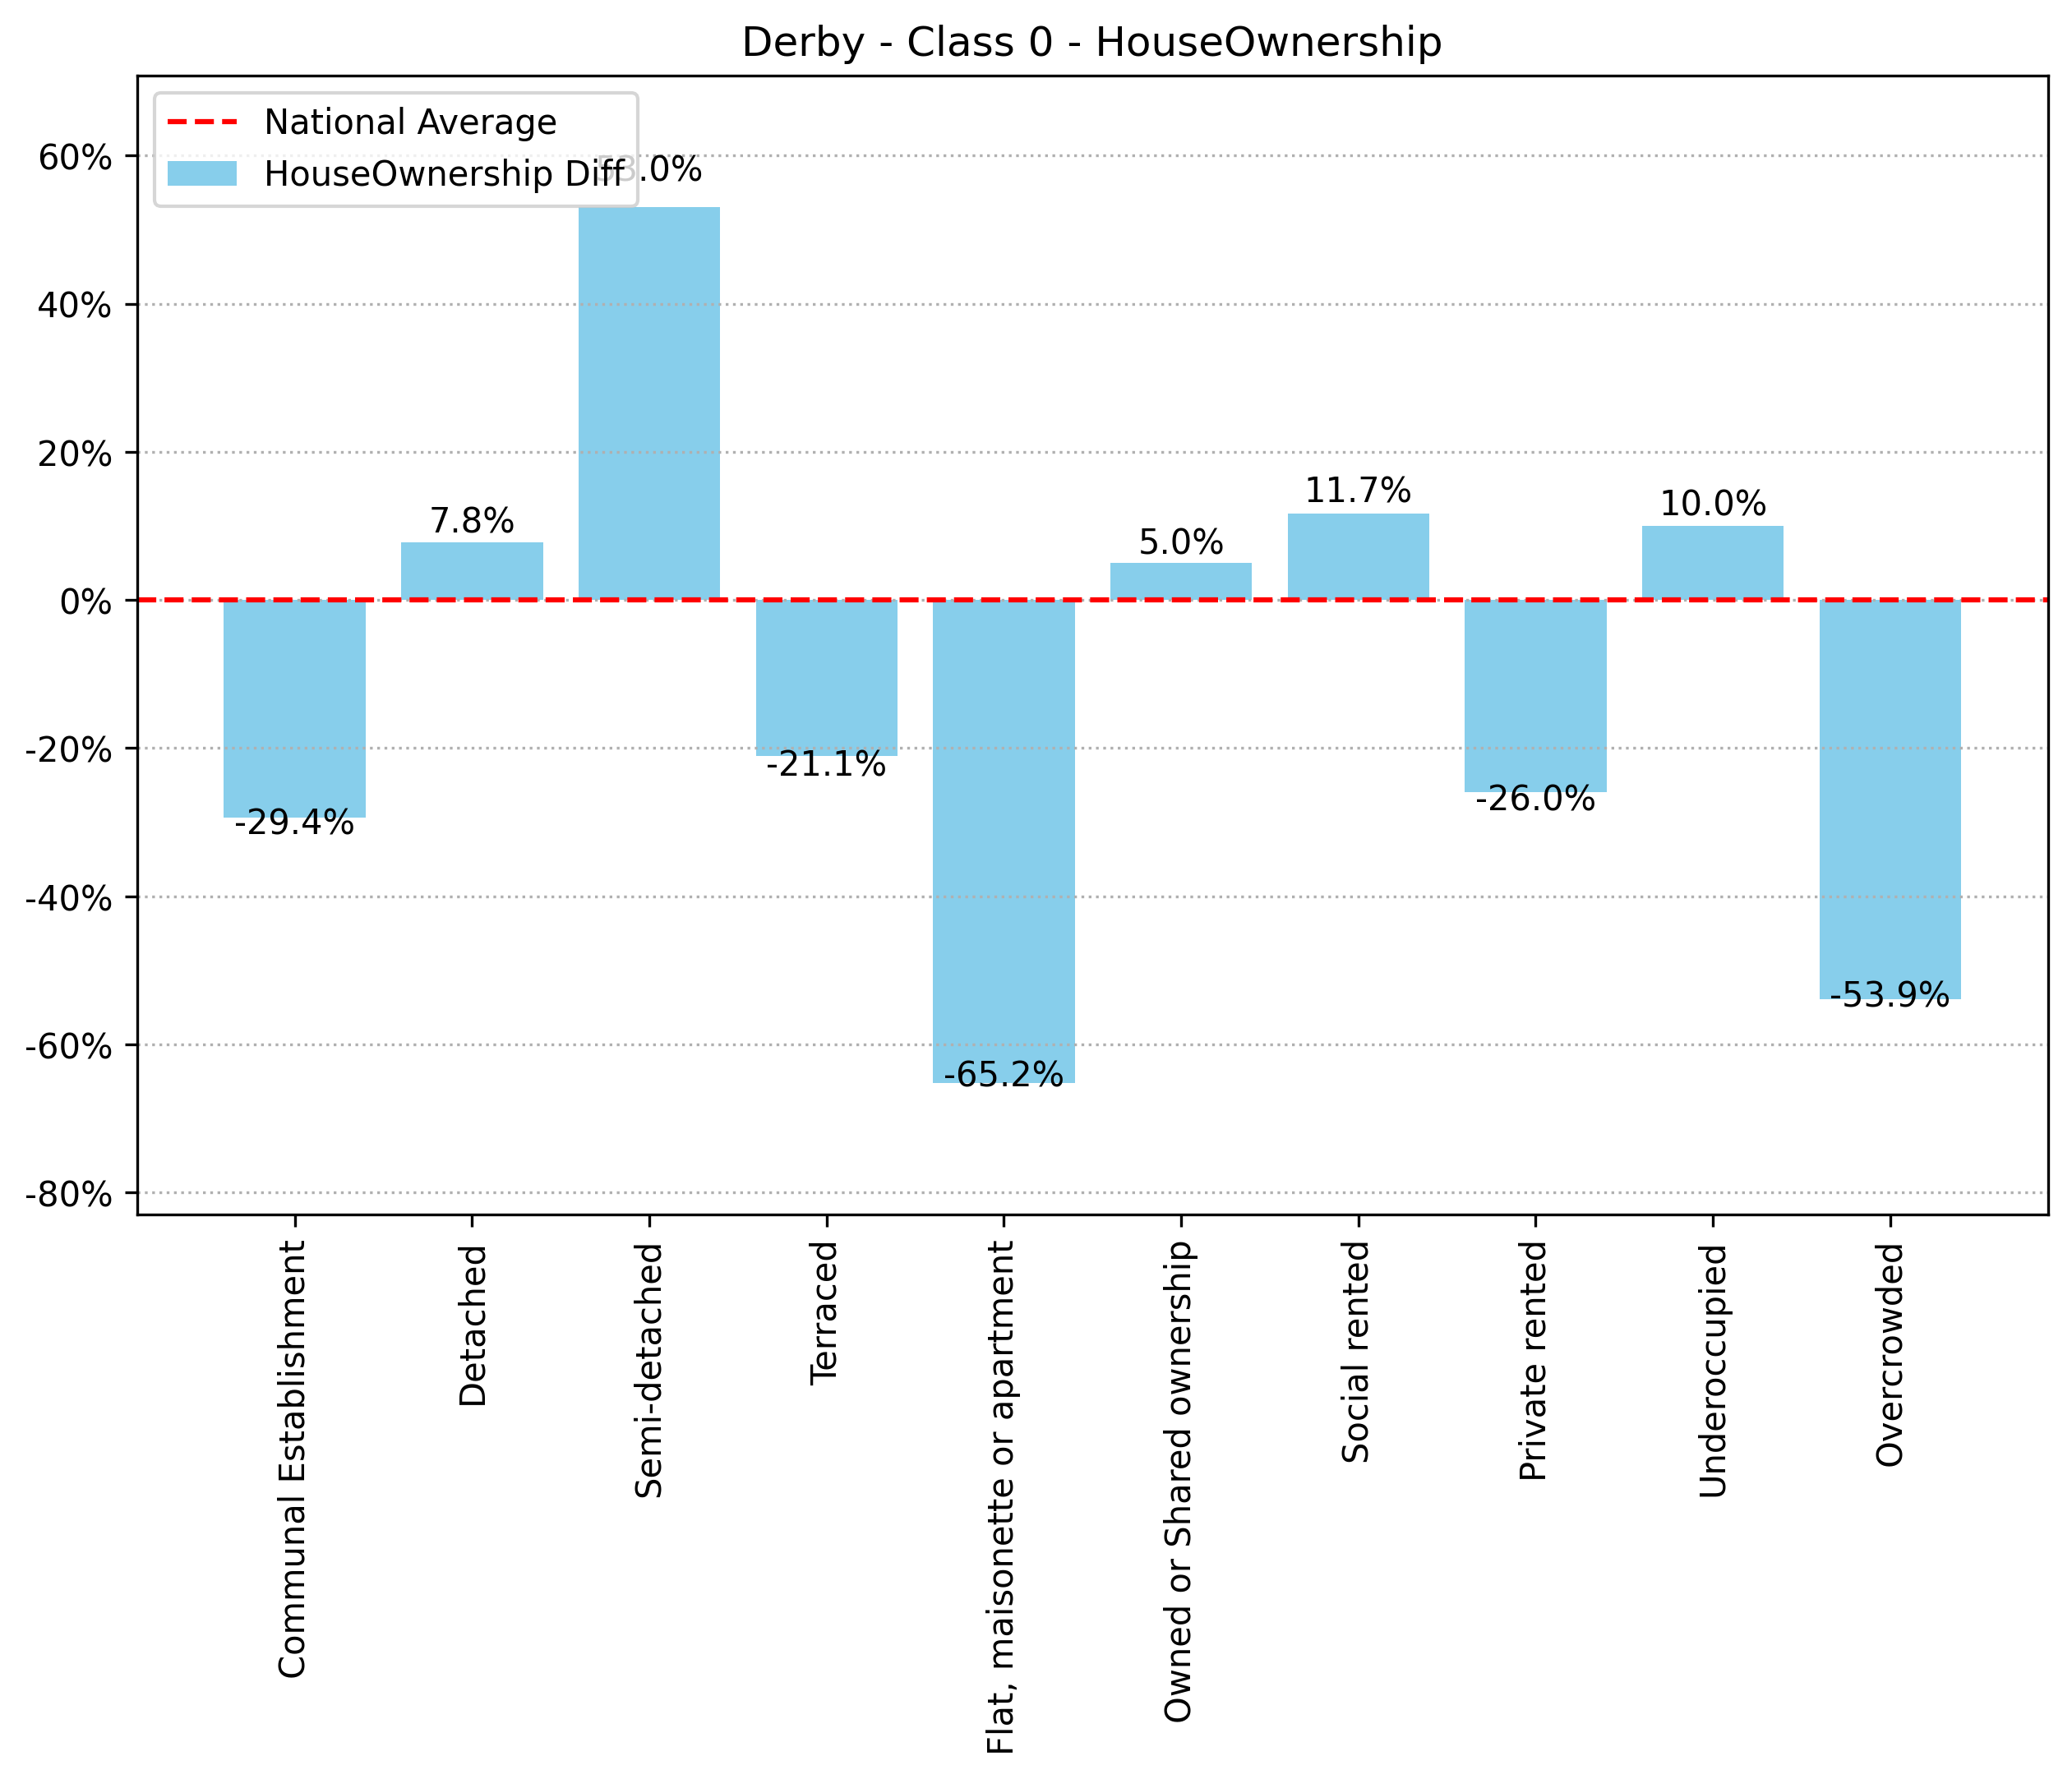 Derby - Class 0 - HouseOwnership
National Average
HouseOwnership Diff
60%
40%
20%
0%
-20%
-40%
-60%
-80%
-29.4%
7.8%
53.0%
-21.1%
-65.2%
5.0%
11.7%
-26.0%
10.0%
-53.9%
Communal Establishment
Detached
Semi-detached
Terraced
Flat, maisonette or apartment
Owned or Shared ownership
Social rented
Private rented
Underoccupied
Overcrowded